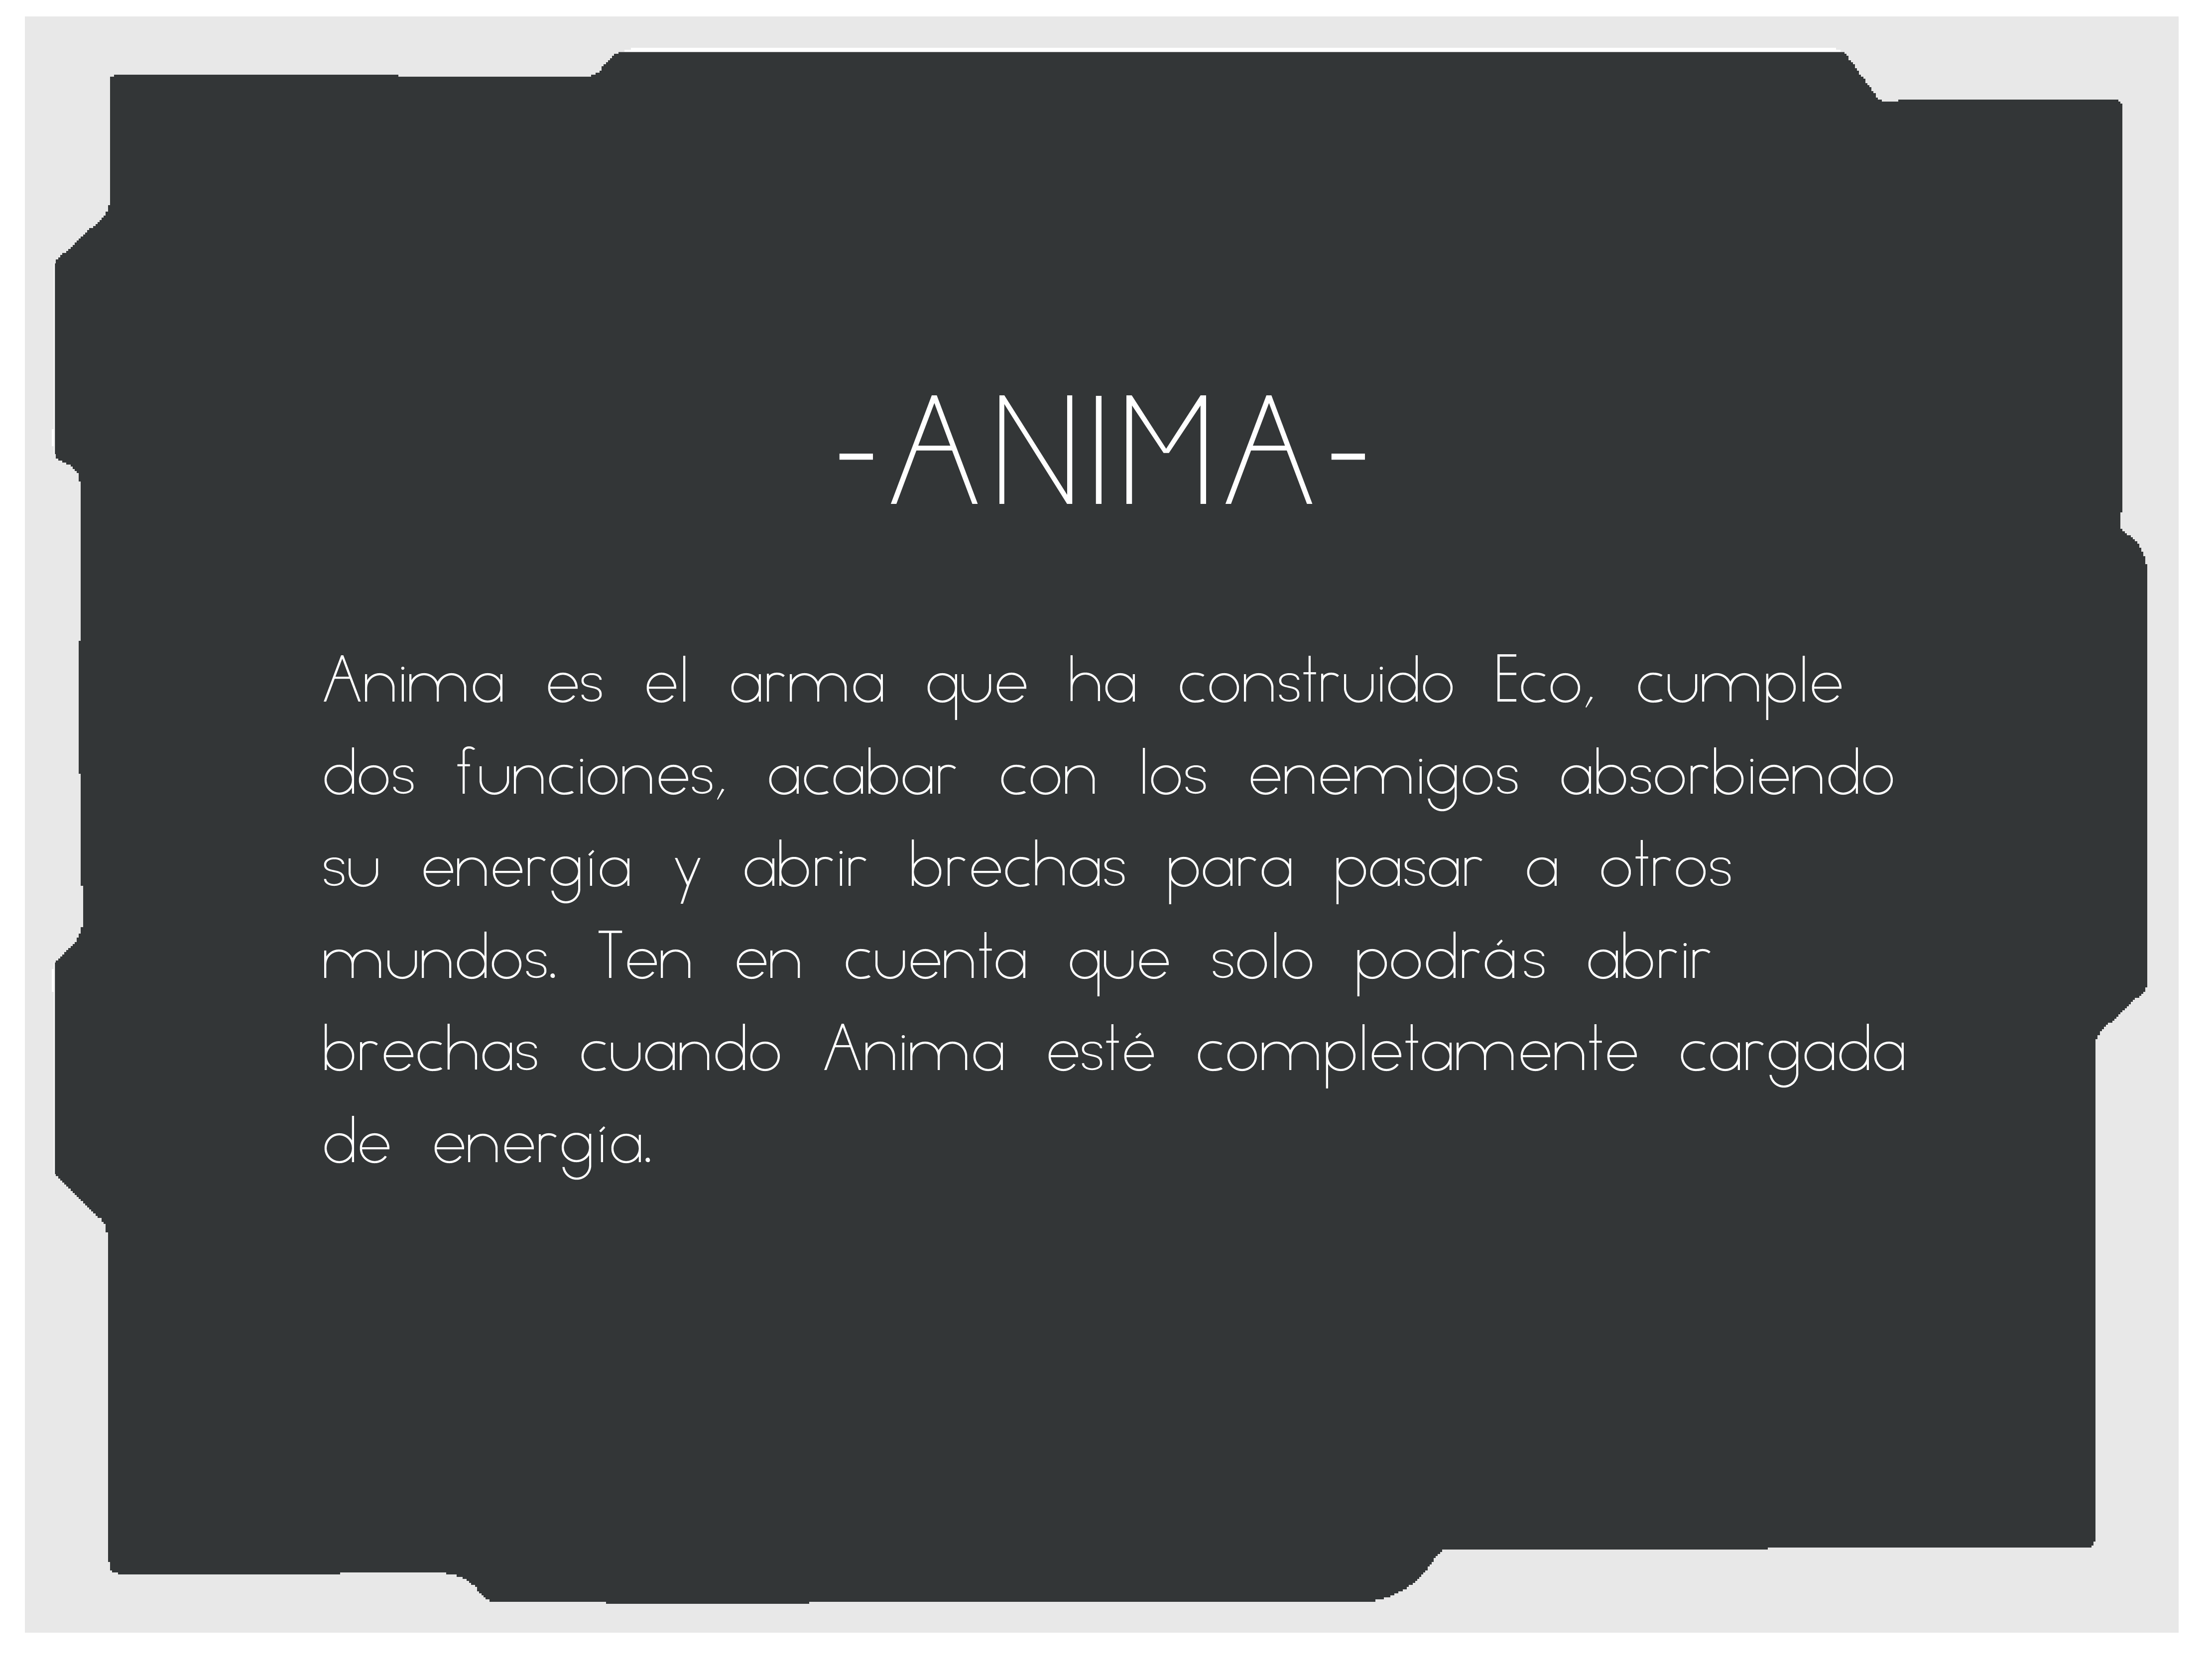 -ANIMA-
Anima es el arma que ha construido Eco, cumple
dos funciones, acabar con los enemigos absorbiendo
su energía y abrir brechas para pasar a otros
mundos. Ten en cuenta que solo podrás abrir
brechas cuando Anima esté completamente cargada
de energía.